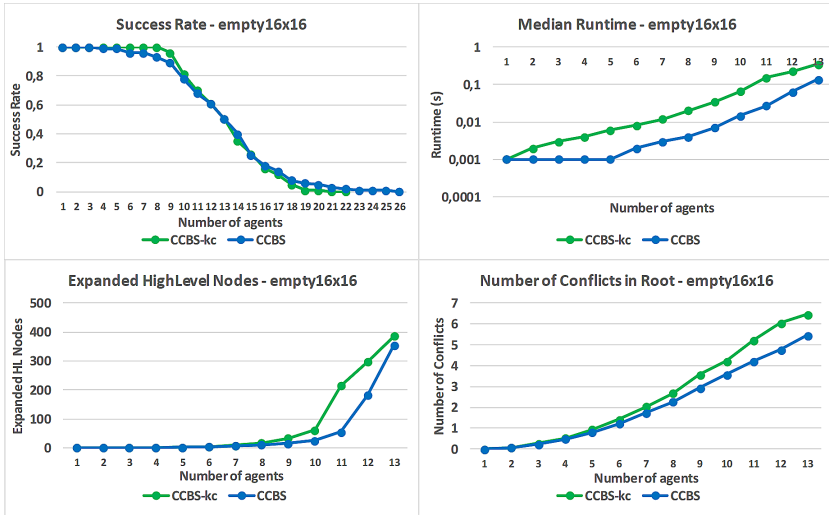 Success Rate - empty16x16
Success Rate
1
0,8
0,6
0,4
0,2
0
1 2 3 4 5 6 7 8 9 10 11 12 13 14 15 16 17 18 19 20 21 22 23 24 25 26
Number of agents
CCBS-kc CCBS
Median Runtime - empty16x16
Runtime (s)
1
0,1
0,01
0,001
0,0001
1 2 3 4 5 6 7 8 9 10 11 12 13
Number of agents
CCBS-kc CCBS
Expanded HighLevel Nodes - empty16x16
Expanded HL Nodes
500
400
300
200
100
0
1 2 3 4 5 6 7 8 9 10 11 12 13
Number of agents
CCBS-kc CCBS
Number of Conflicts in Root - empty16x16
Number of Conflicts
7
6
5
4
3
2
1
0
1 2 3 4 5 6 7 8 9 10 11 12 13
Number of agents
CCBS-kc CCBS